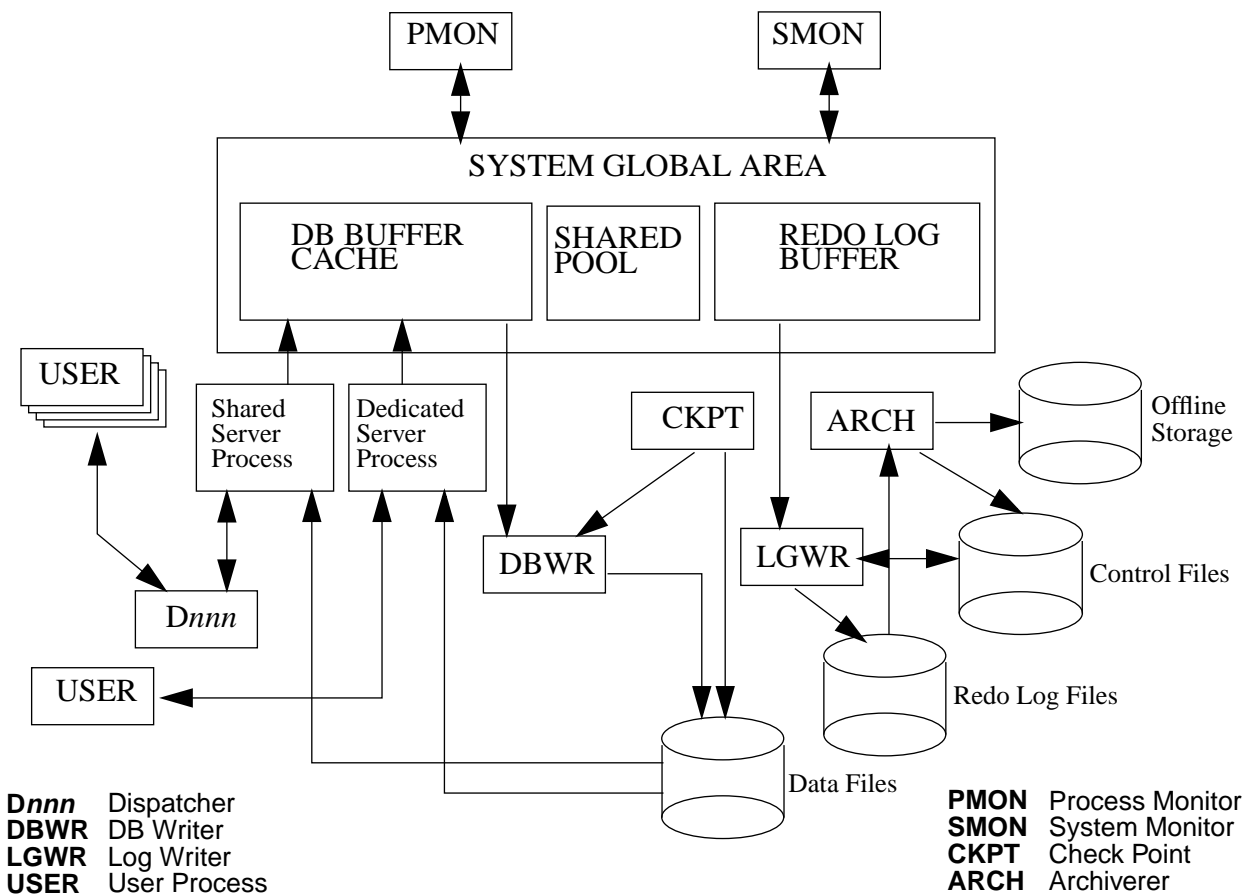 PMON
SMON
SYSTEM GLOBAL AREA
DB BUFFER
CACHE
SHARED
POOL
REDO LOG
BUFFER
USER
Shared
Server
Process
Dedicated
Server
Process
CKPT
ARCH
Offline
Storage
DBWR
LGWR
Control Files
Dnnn
USER
Redo Log Files
Data Files
Dnnn Dispatcher
DBWR DB Writer
LGWR Log Writer
USER User Process
PMON Process Monitor
SMON System Monitor
CKPT Check Point
ARCH Archiverer